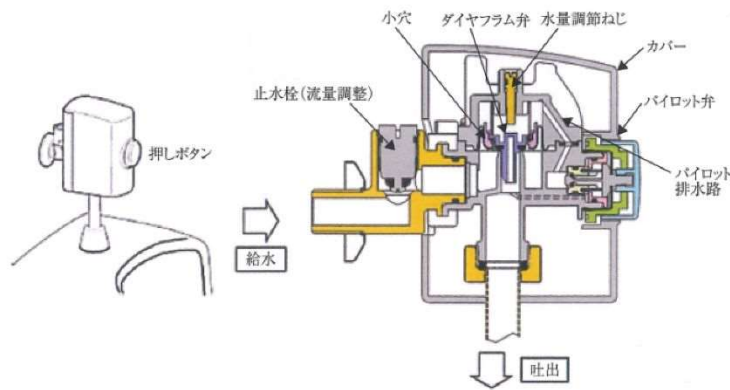 小穴
ダイヤフラム弁
水量調節ねじ
カバー
止水栓(流量調整)
パイロット弁
押しボタン
パイロット
排水路
給水
吐出